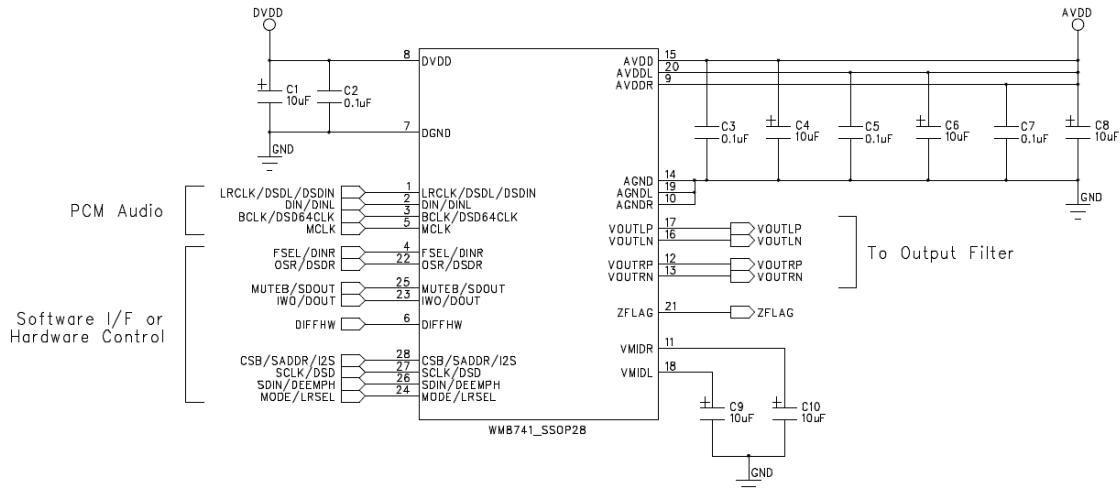 DVDD
AVDD
8
DVDD
C1
10uF
C2
0.1uF
7
DGND
GND
AVDD
15
AVDDL
20
AVDDR
9
C3
0.1uF
C4
10uF
C5
0.1uF
C6
10uF
C7
0.1uF
C8
10uF
AGND
14
AGNDL
19
AGNDR
10
GND
PCM Audio
LRCLK/DSDL/DSDIN
1
LRCLK/DSDL/DSDIN
DIN/DINL
2
DIN/DINL
BCLK/DSD64CLK
3
BCLK/DSD64CLK
MCLK
5
MCLK
Software I/F or
Hardware Control
FSEL/DINR
4
FSEL/DINR
OSR/DSDR
22
OSR/DSDR
MUTEB/SDOUT
25
MUTEB/SDOUT
IWO/DOUT
23
IWO/DOUT
DIFFHW
6
DIFFHW
CSB/SADDR/I2S
28
CSB/SADDR/I2S
SCLK/DSD
27
SCLK/DSD
SDIN/DEEMPH
26
SDIN/DEEMPH
MODE/LRSEL
24
MODE/LRSEL
VOUTLP
17
VOUTLP
VOUTLN
16
VOUTLN
VOUTRP
12
VOUTRP
VOUTRN
13
VOUTRN
To Output Filter
ZFLAG
21
ZFLAG
VMIDR
11
VMIDL
18
C9
10uF
C10
10uF
GND
WM8741_SSOP28